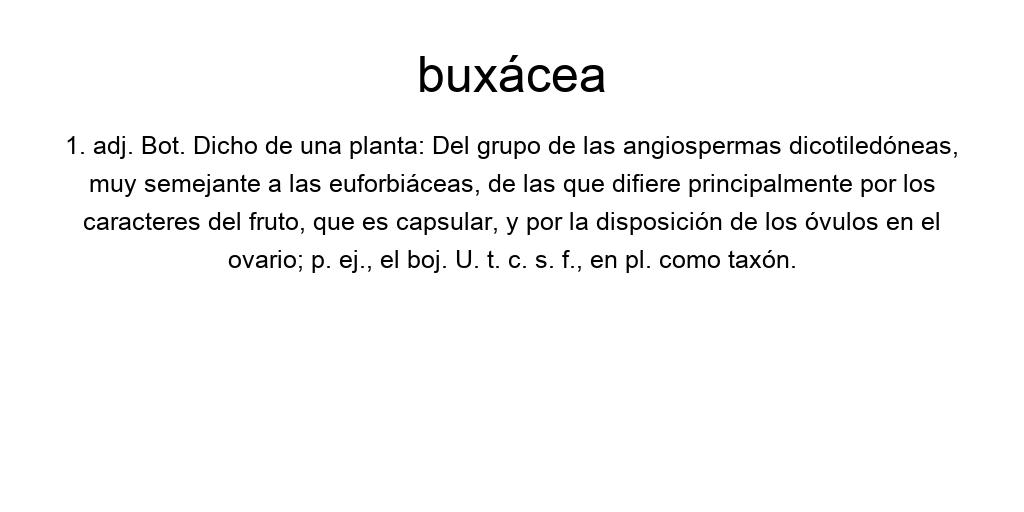 buxácea
1. adj. Bot. Dicho de una planta: Del grupo de las angiospermas dicotiledóneas,
muy semejante a las euforbiáceas, de las que difiere principalmente por los
caracteres del fruto, que es capsular, y por la disposición de los óvulos en el
ovario; p. ej., el boj. U. t. c. s. f., en pl. como taxón.